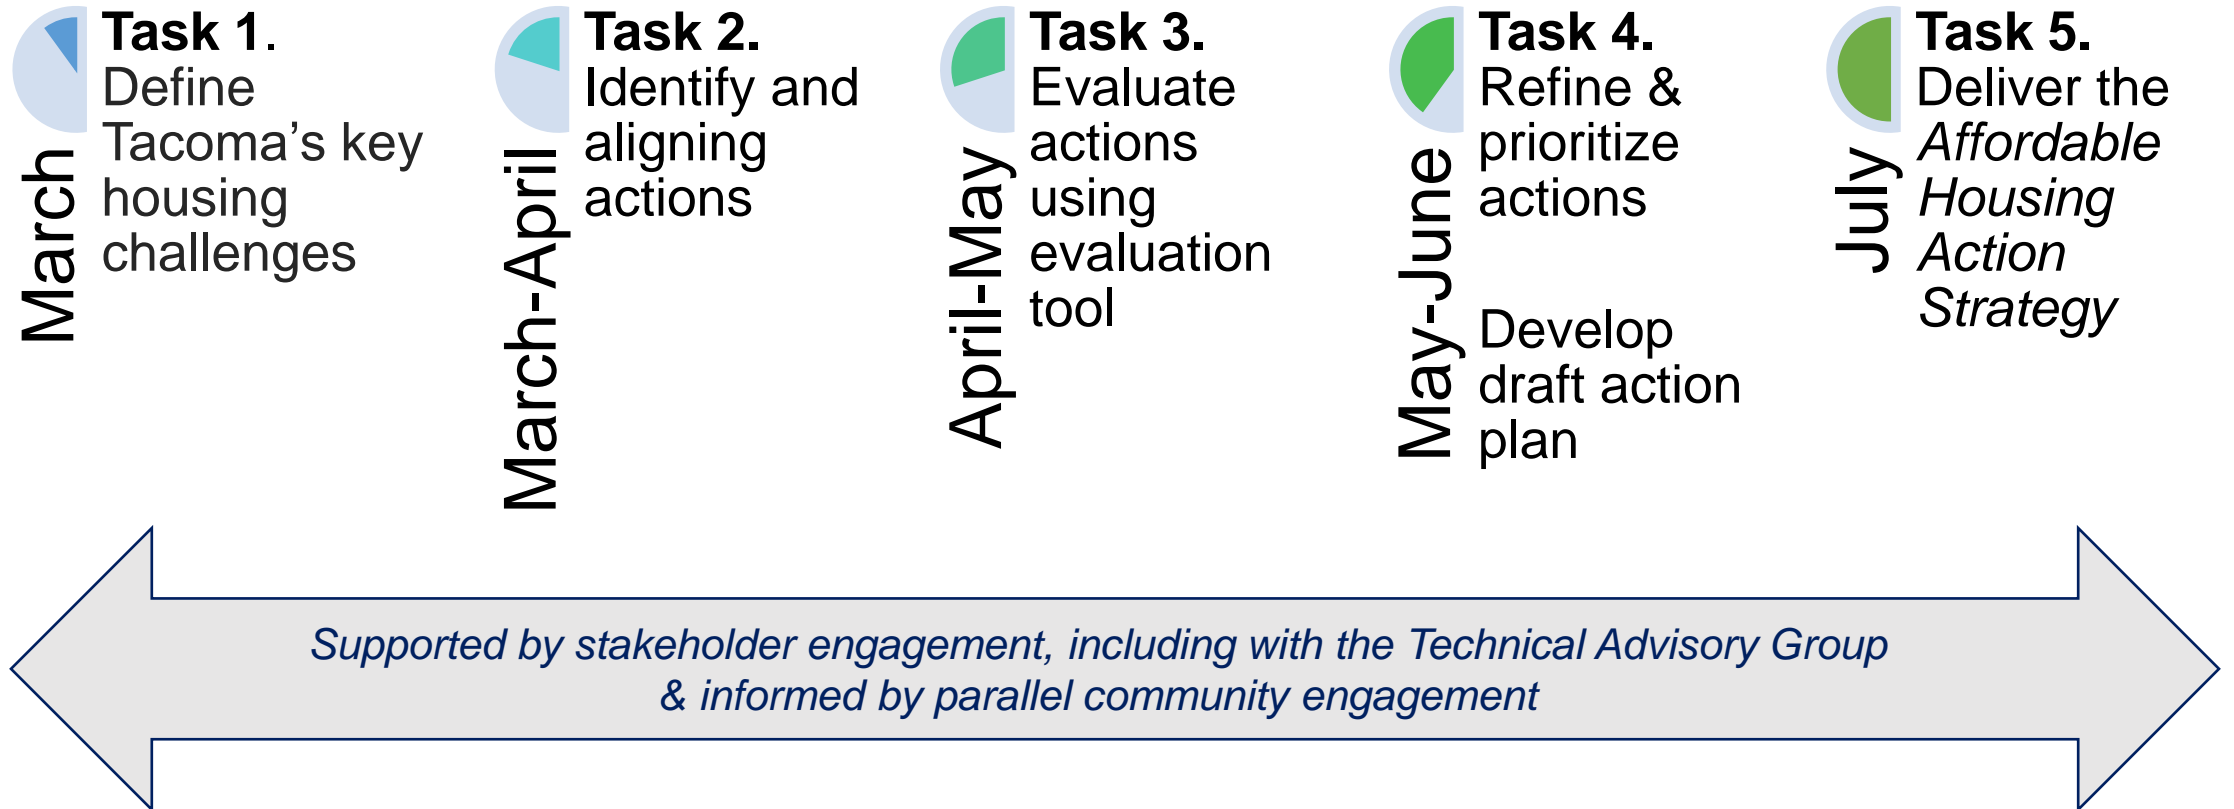 March
Task 1.
Define
Tacoma’s key
housing
challenges
March-April
Task 2.
Identify and
aligning
actions
April-May
Task 3.
Evaluate
actions
using
evaluation
tool
May-June
Task 4.
Refine &
prioritize
actions
Develop
draft action
plan
July
Task 5.
Deliver the
Affordable
Housing
Action
Strategy
Supported by stakeholder engagement, including with the Technical Advisory Group
& informed by parallel community engagement